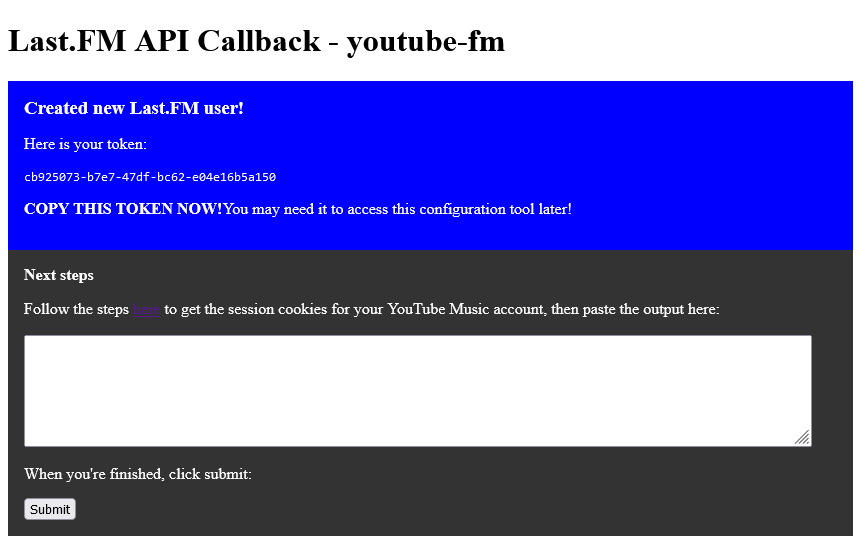 Last.FM API Callback - youtube-fm
Created new Last.FM user!
Here is your token:
cb925073-b7e7-47df-bc62-e04e16b5a150
COPY THIS TOKEN NOW!You may need it to access this configuration tool later!
Next steps
Follow the steps here to get the session cookies for your YouTube Music account, then paste the output here:
When you're finished, click submit:
Submit